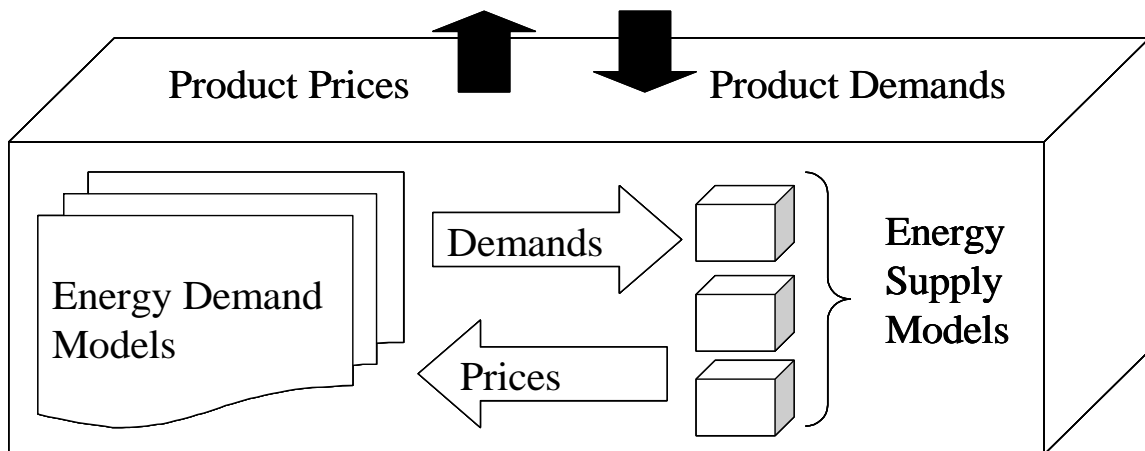 Product Prices
Product Demands
Demands
Energy Demand
Models
Prices
Energy
Supply
Models